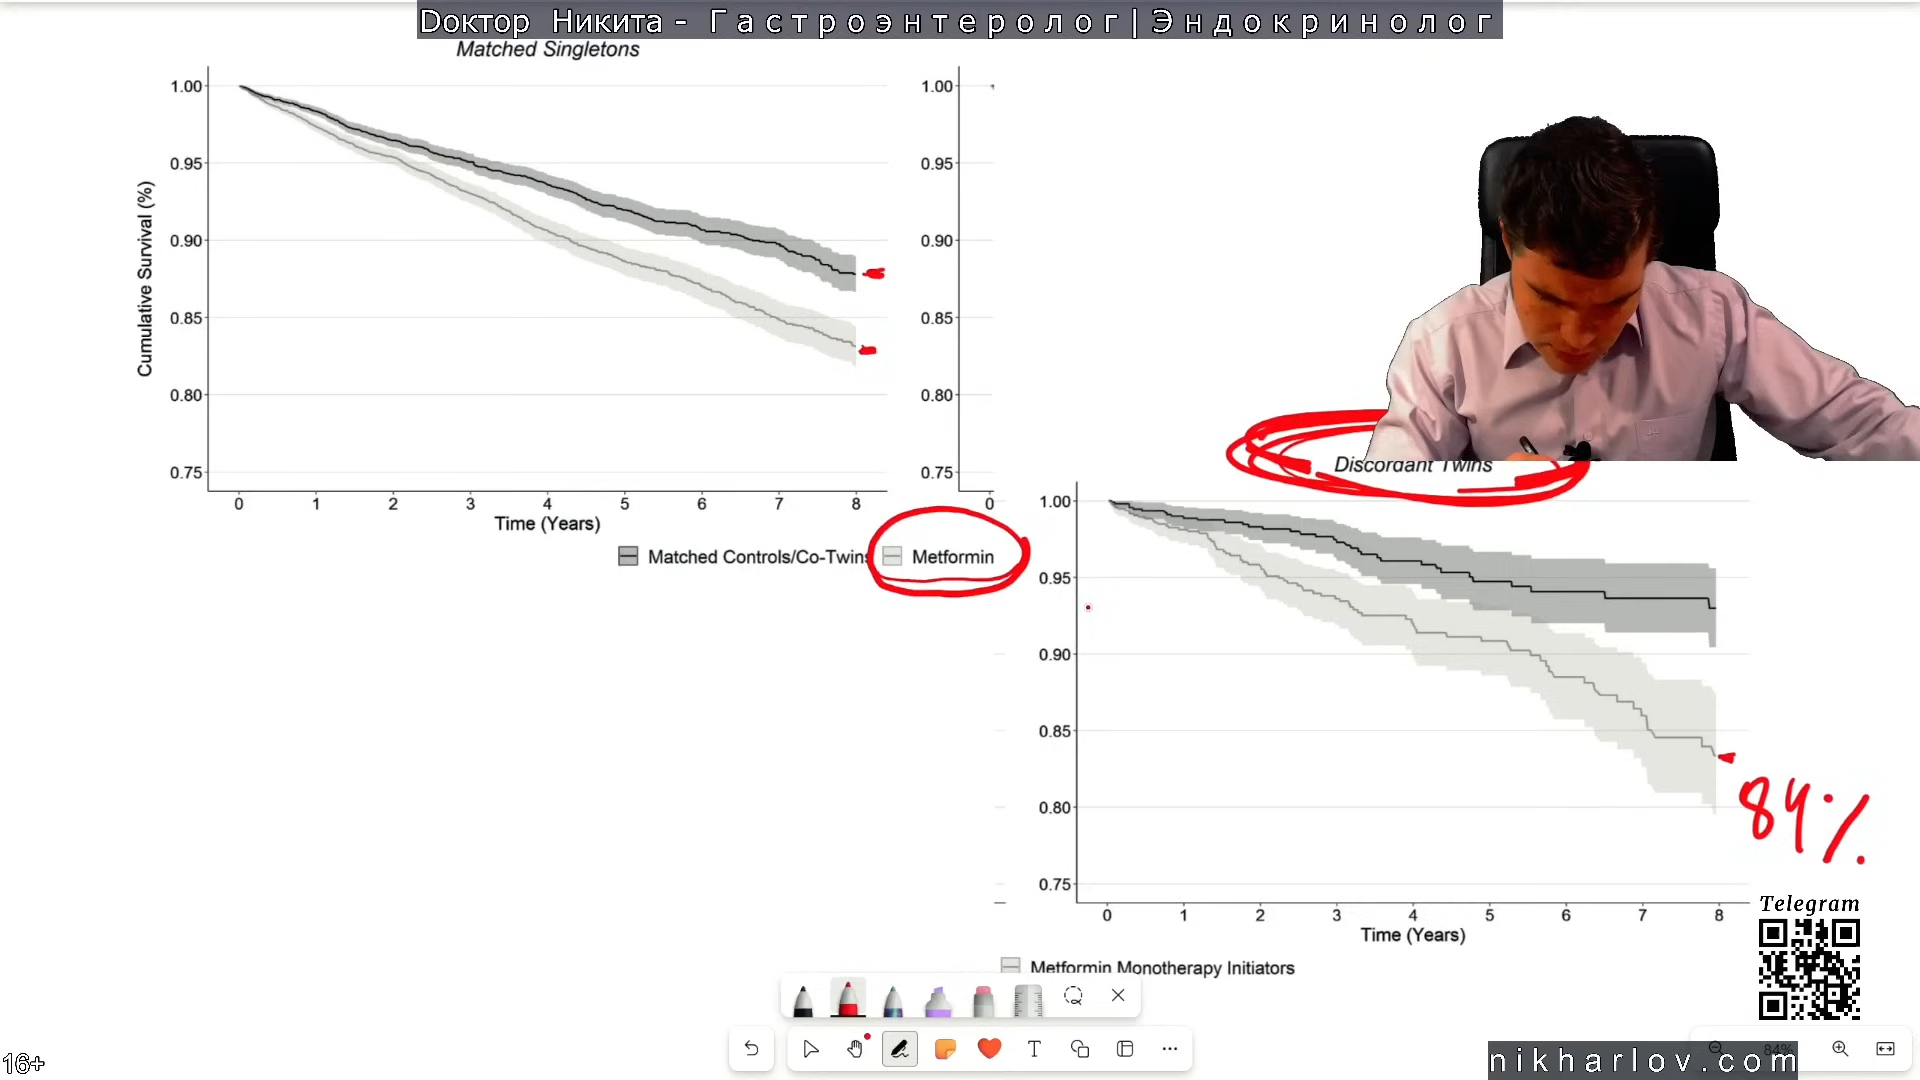 Dоктор Никита - Гастроэнтеролог|Эндокринолог
Matched Singletons
1.00
0.95
0.90
0.85
0.80
0.75
Cumulative Survival (%)
0 1 2 3 4 5 6 7 8
Time (Years)
1.00
0.95
0.90
0.85
0.80
0.75
0
Matched Controls/Co-Twins Metformin
Discordant Twins
1.00
0.95
0.90
0.85
0.80
0.75
0 1 2 3 4 5 6 7 8
Time (Years)
84%
Metformin Monotherapy Initiators
Telegram
T
84%
16+
nikharlov.com